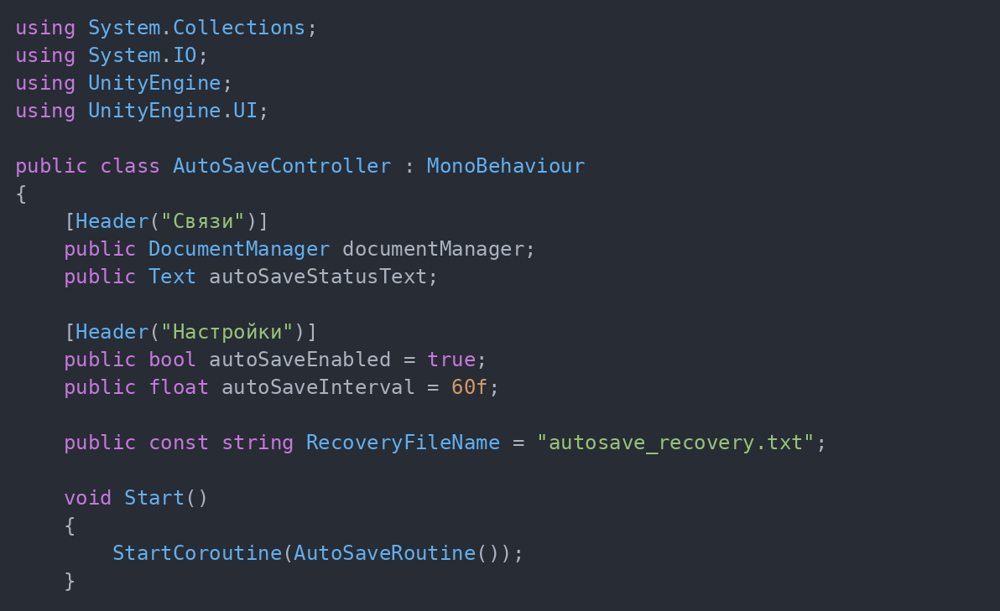 using System.Collections;
using System.IO;
using UnityEngine;
using UnityEngine.UI;

public class AutoSaveController : MonoBehaviour
{
    [Header("Связи")]
    public DocumentManager documentManager;
    public Text autoSaveStatusText;

    [Header("Настройки")]
    public bool autoSaveEnabled = true;
    public float autoSaveInterval = 60f;

    public const string RecoveryFileName = "autosave_recovery.txt";

    void Start()
    {
        StartCoroutine(AutoSaveRoutine());
    }